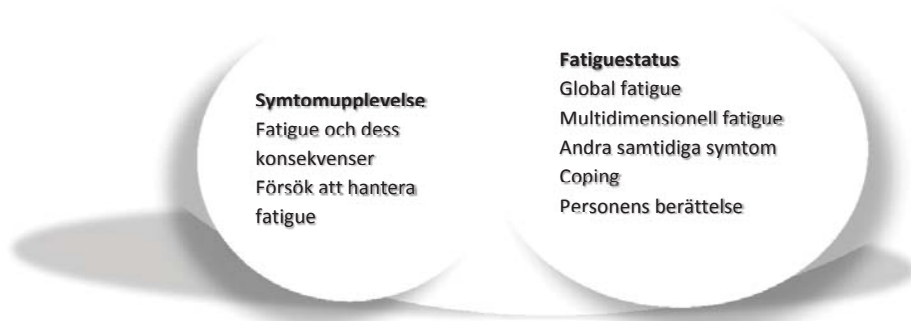 Symtomupplevelse
Fatigue och dess
konsekvenser
Försök att hantera
fatigue
Fatiguestatus
Global fatigue
Multidimensionell fatigue
Andra samtidiga symtom
Coping
Personens berättelse